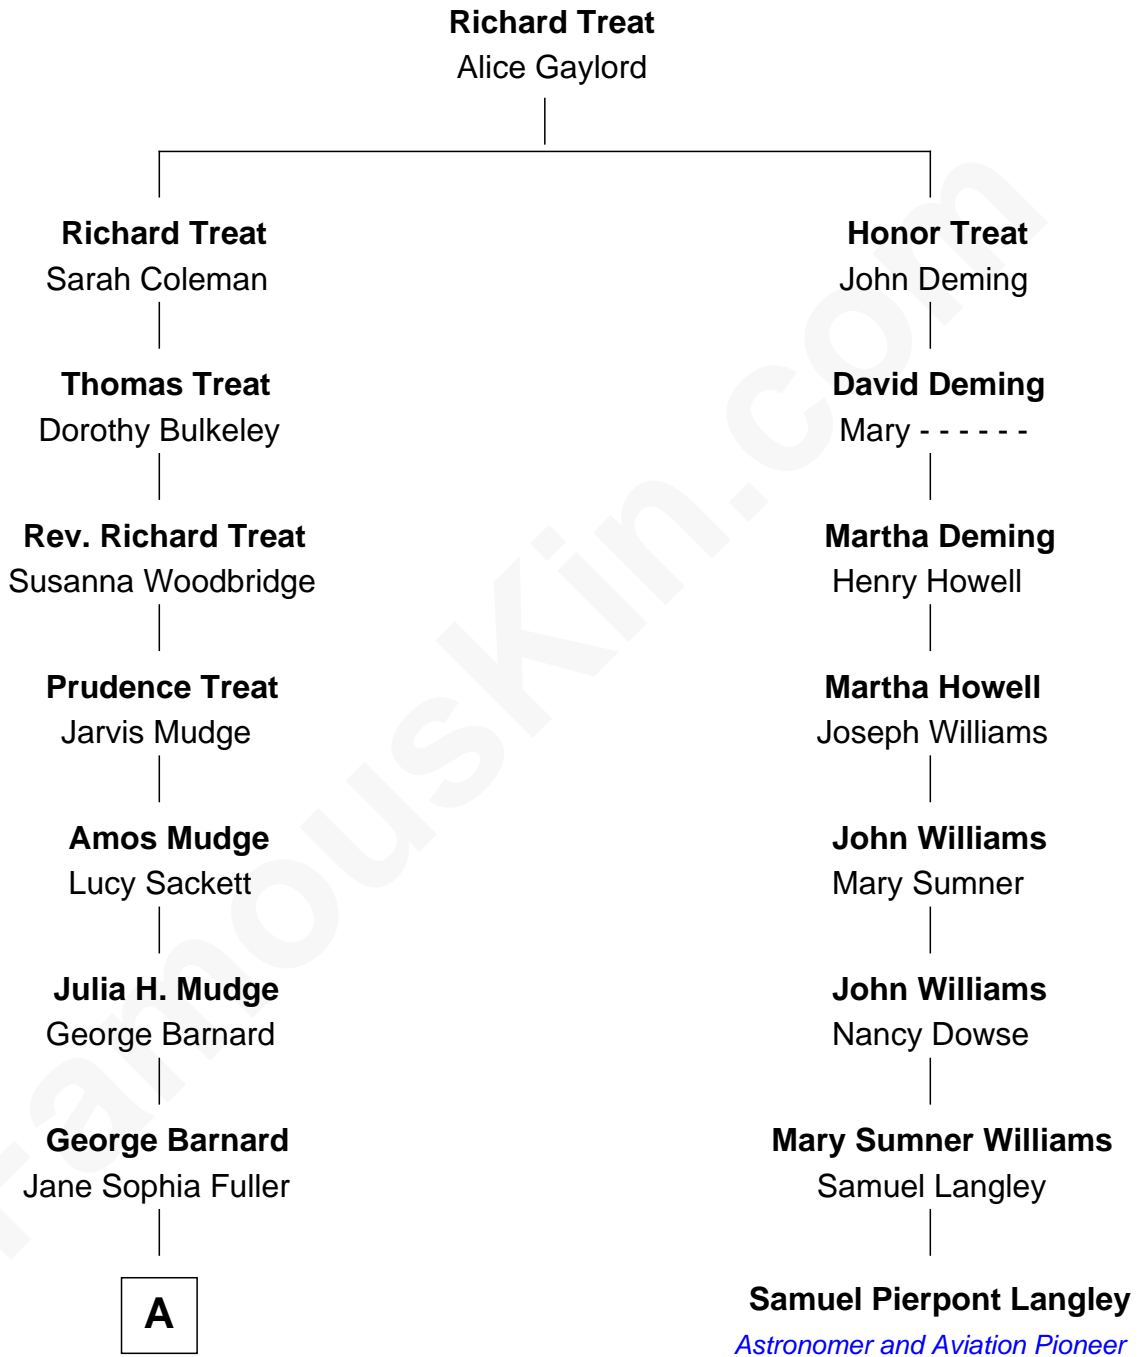 Richard Treat
Alice Gaylord
Richard Treat
Sarah Coleman
Honor Treat
John Deming
Thomas Treat
Dorothy Bulkeley
David Deming
Mary - - - - - -
Rev. Richard Treat
Susanna Woodbridge
Martha Deming
Henry Howell
Prudence Treat
Jarvis Mudge
Martha Howell
Joseph Williams
Amos Mudge
Lucy Sackett
John Williams
Mary Sumner
Julia H. Mudge
George Barnard
John Williams
Nancy Dowse
George Barnard
Jane Sophia Fuller
Mary Sumner Williams
Samuel Langley
A
Samuel Pierpont Langley
Astronomer and Aviation Pioneer
FamousKin.com